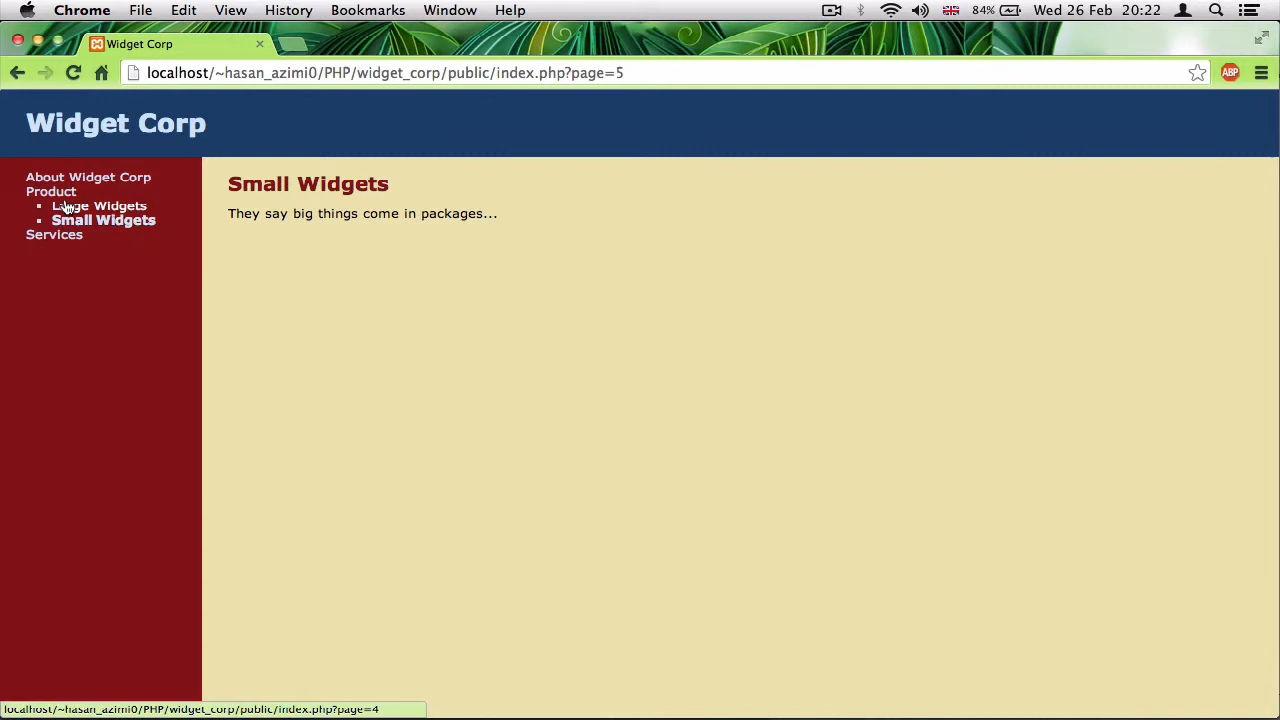 Chrome File Edit View History Bookmarks Window Help 84% Wed 26 Feb 20:22
Widget Corp
localhost/~hasan_azimi0/PHP/widget_corp/public/index.php?page=5 ABP
Widget Corp
About Widget Corp
Product
Large Widgets
Small Widgets
Services
Small Widgets
They say big things come in packages...
localhost/~hasan_azimi0/PHP/widget_corp/public/index.php?page=4